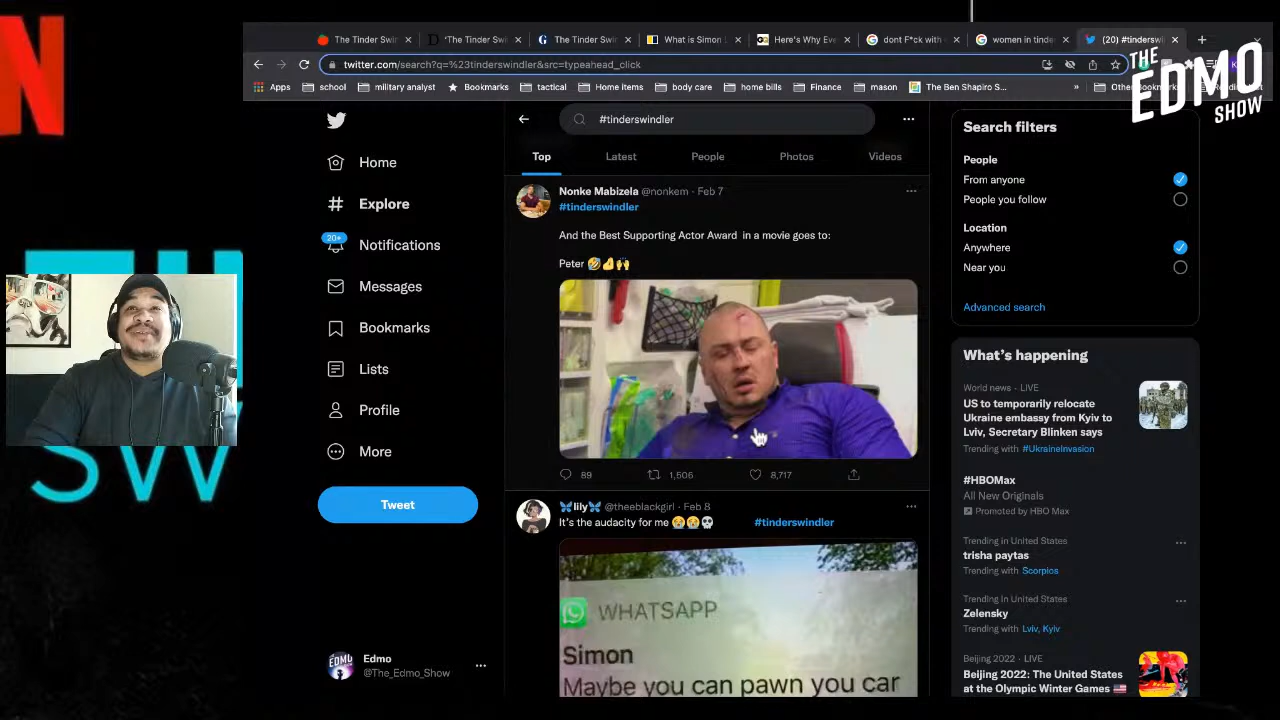 The Tinder Swi
'The Tinder Swi
The Tinder Swi
What is Simon
Here's Why Eve
dont F*ck with
women in tinde
(20) #tinderswi
twitter.com/search?q=%23tinderswindler&src=typeahead_click
Apps
school
military analyst
Bookmarks
tactical
Home items
body care
home bills
Finance
mason
The Ben Shapiro S...
»
THE
EDMO
SHOW
N
SW
Home
Explore
20+
Notifications
Messages
Bookmarks
Lists
Profile
More
Tweet
Edmo
@The_Edmo_Show
#tinderswindler
Top
Latest
People
Photos
Videos
Nonke Mabizela @nonkem · Feb 7
#tinderswindler
And the Best Supporting Actor Award in a movie goes to:
Peter 🤣🤌🙌
89
1,506
8,717
🦋lily🦋 @theeblackgirl · Feb 8
It's the audacity for me 😭😭💀 #tinderswindler
WHATSAPP
Simon
Maybe you can pawn you car
Search filters
People
From anyone
People you follow
Location
Anywhere
Near you
Advanced search
What's happening
World news · LIVE
US to temporarily relocate
Ukraine embassy from Kyiv to
Lviv, Secretary Blinken says
Trending with #UkraineInvasion
#HBOMax
All New Originals
Promoted by HBO Max
Trending in United States
trisha paytas
Trending with Scorpios
Trending in United States
Zelensky
Trending with Lviv, Kyiv
Beijing 2022 · LIVE
Beijing 2022: The United States
at the Olympic Winter Games 🇺🇸